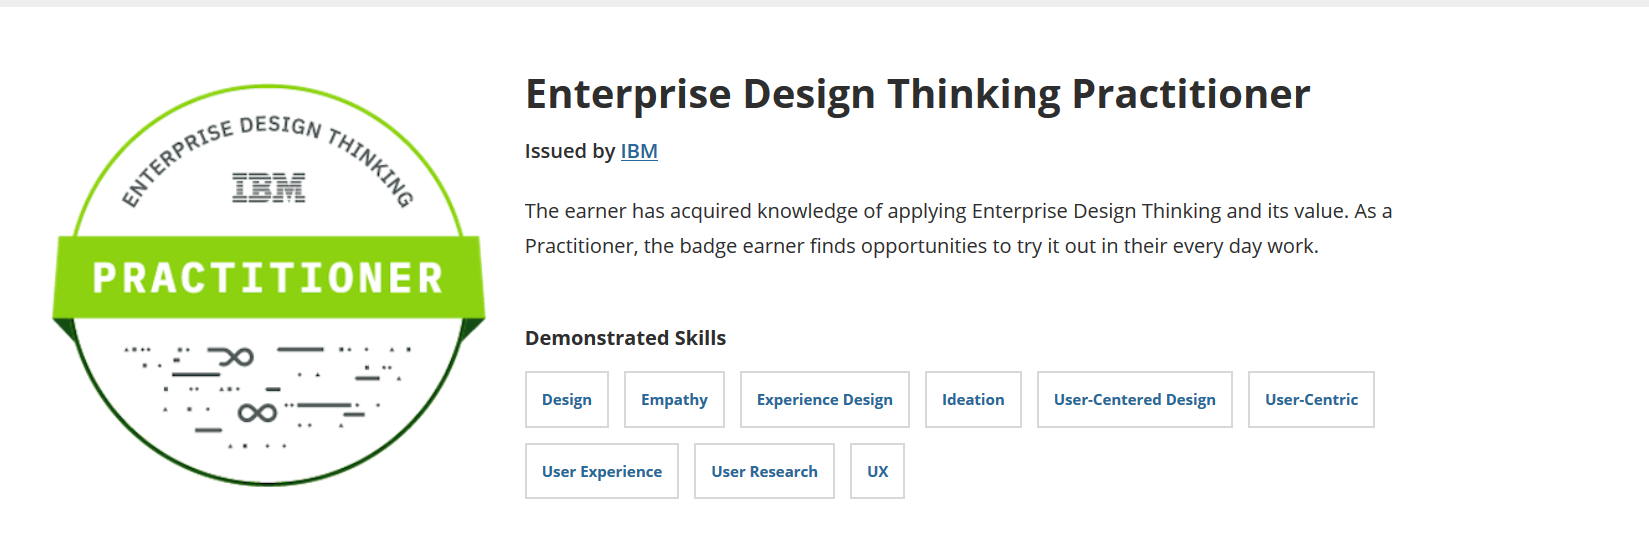 ENTERPRISE DESIGN THINKING
IBM
PRACTITIONER
Enterprise Design Thinking Practitioner
Issued by IBM
The earner has acquired knowledge of applying Enterprise Design Thinking and its value. As a
Practitioner, the badge earner finds opportunities to try it out in their every day work.
Demonstrated Skills
Design Empathy Experience Design Ideation User-Centered Design User-Centric
User Experience User Research UX